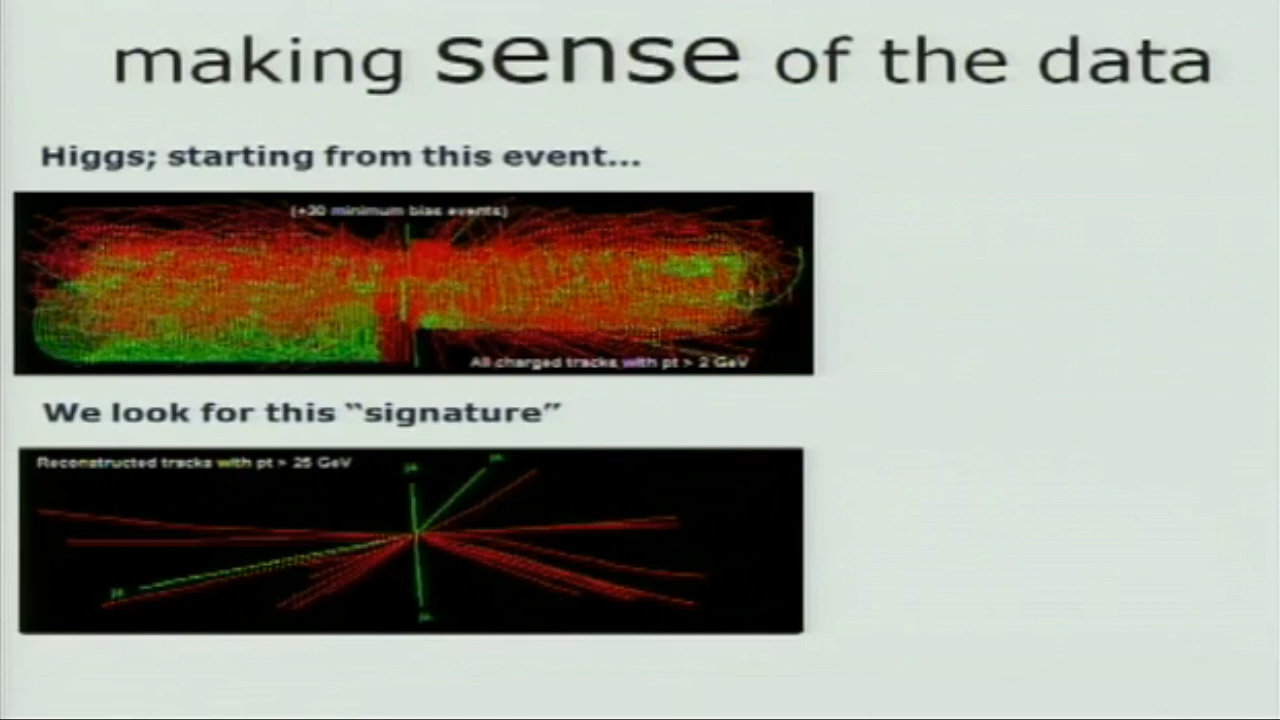 making sense of the data
Higgs; starting from this event...
(+30 minimum bias events)
All charged tracks with pt > 2 GeV
We look for this “signature”
Reconstructed tracks with pt > 25 GeV